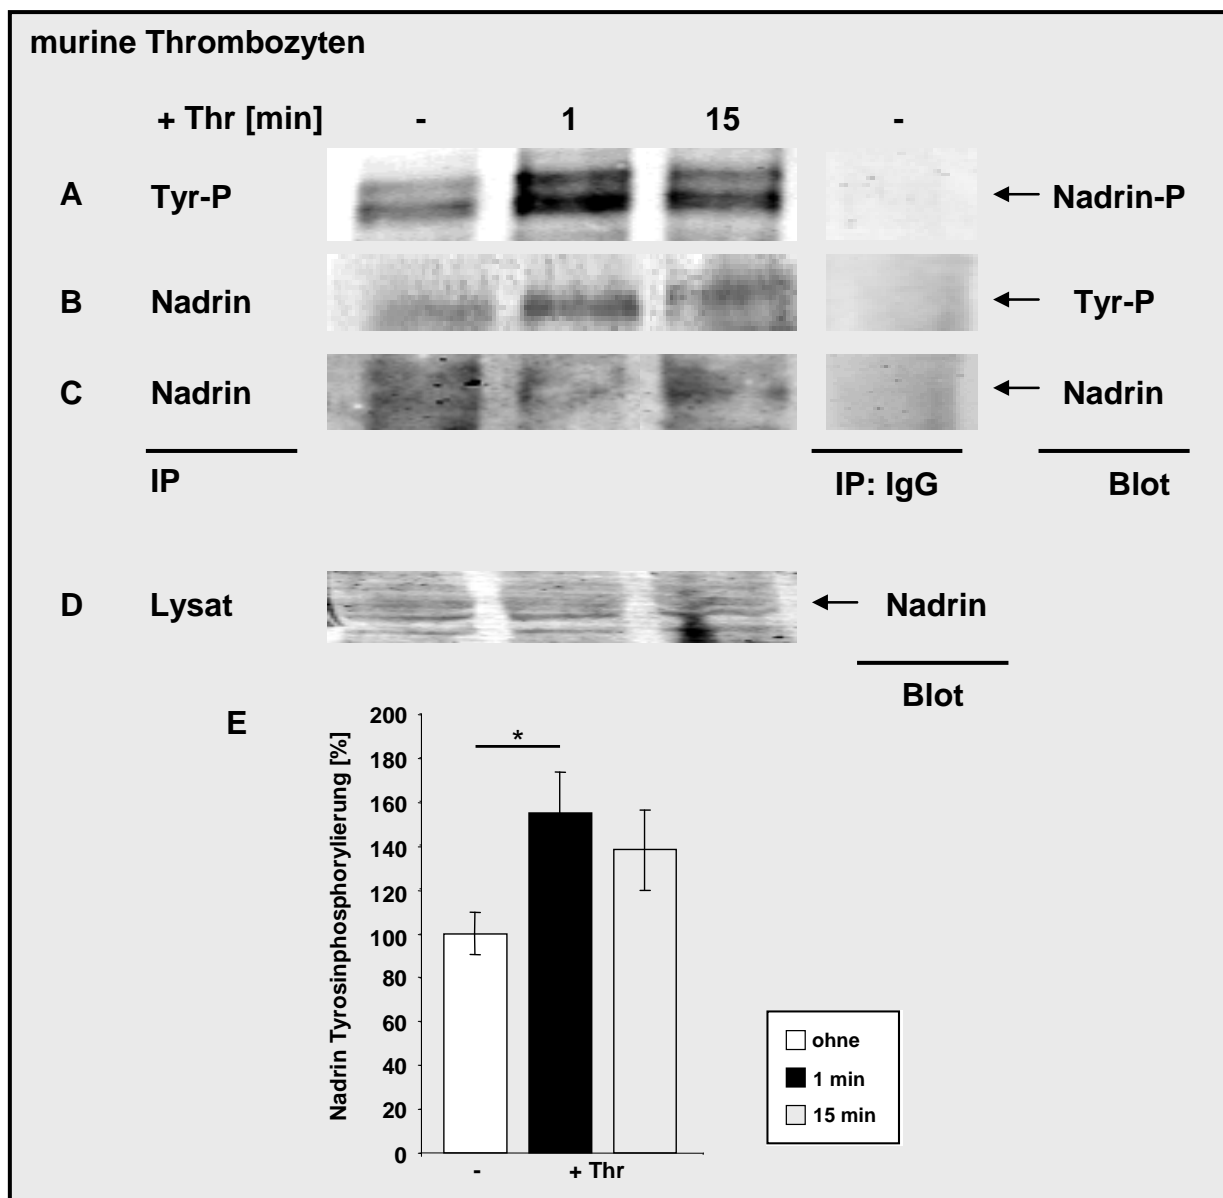 murine Thrombozyten
+ Thr [min] - 1 15 -
A Tyr-P Nadrin-P
B Nadrin Tyr-P
C Nadrin Nadrin
IP IP: IgG Blot
D Lysat Nadrin
Blot
E
Nadrin Tyrosinphosphorylierung [%]
200
180
160
140
120
100
80
60
40
20
0
*
- + Thr
ohne
1 min
15 min